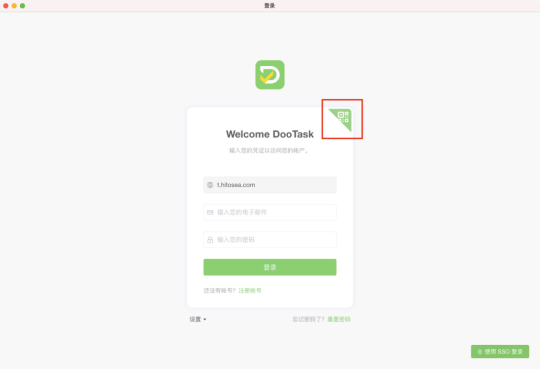 登录
Welcome DooTask
输入您的凭证以访问您的帐户。
t.hitosea.com
输入您的电子邮件
输入您的密码
登录
还没有帐号? 注册帐号
设置
忘记密码了? 重置密码
使用 SSO 登录